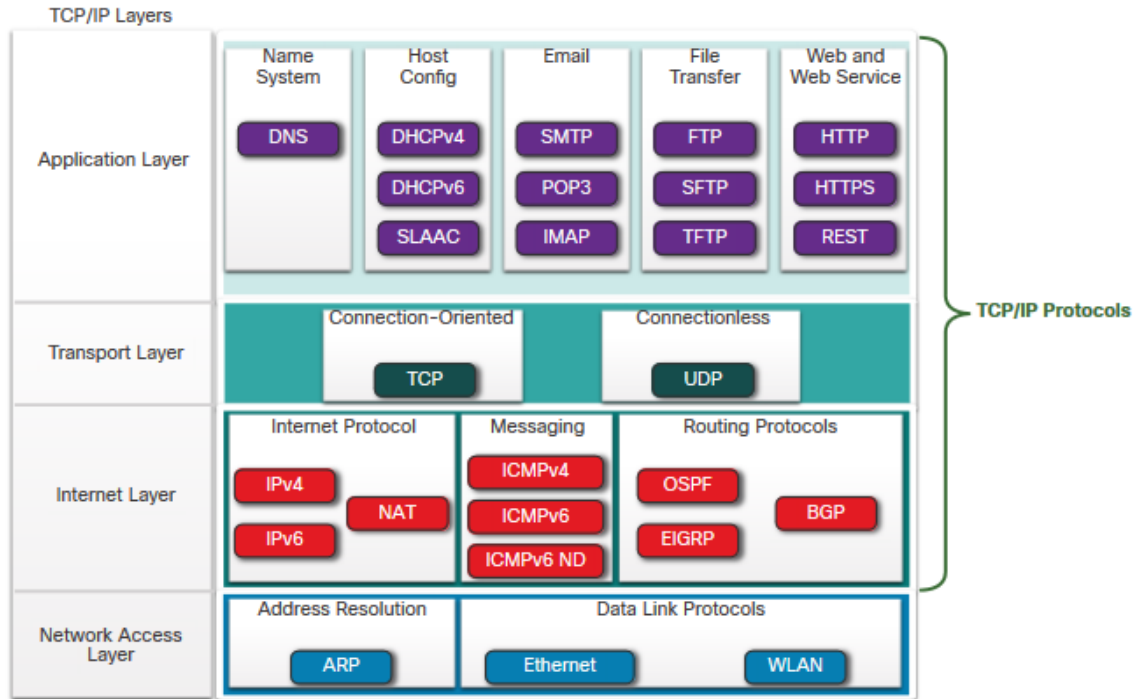 TCP/IP Layers
Application Layer
Name
System
DNS
Host
Config
DHCPv4
DHCPv6
SLAAC
Email
SMTP
POP3
IMAP
File
Transfer
FTP
SFTP
TFTP
Web and
Web Service
HTTP
HTTPS
REST
TCP/IP Protocols
Transport Layer
Connection-Oriented
TCP
Connectionless
UDP
Internet Layer
Internet Protocol
IPv4
IPv6
NAT
Messaging
ICMPv4
ICMPv6
ICMPv6 ND
Routing Protocols
OSPF
EIGRP
BGP
Network Access
Layer
Address Resolution
ARP
Data Link Protocols
Ethernet
WLAN